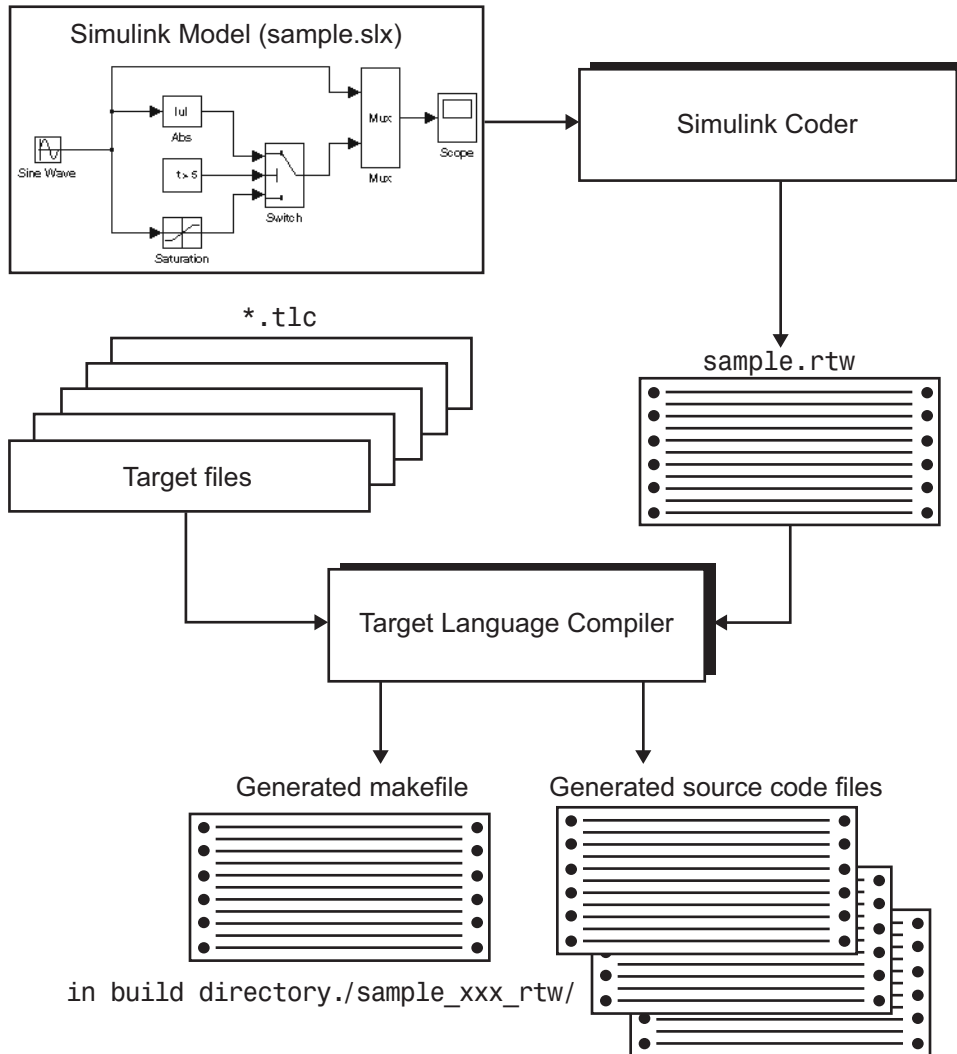 Simulink Model (sample.slx)
|u|
Abs
Mux
Sine Wave
t> 5
Switch
Mux
Scope
Saturation
Simulink Coder
*.tlc
Target files
sample.rtw
Target Language Compiler
Generated makefile
Generated source code files
in build directory./sample_xxx_rtw/